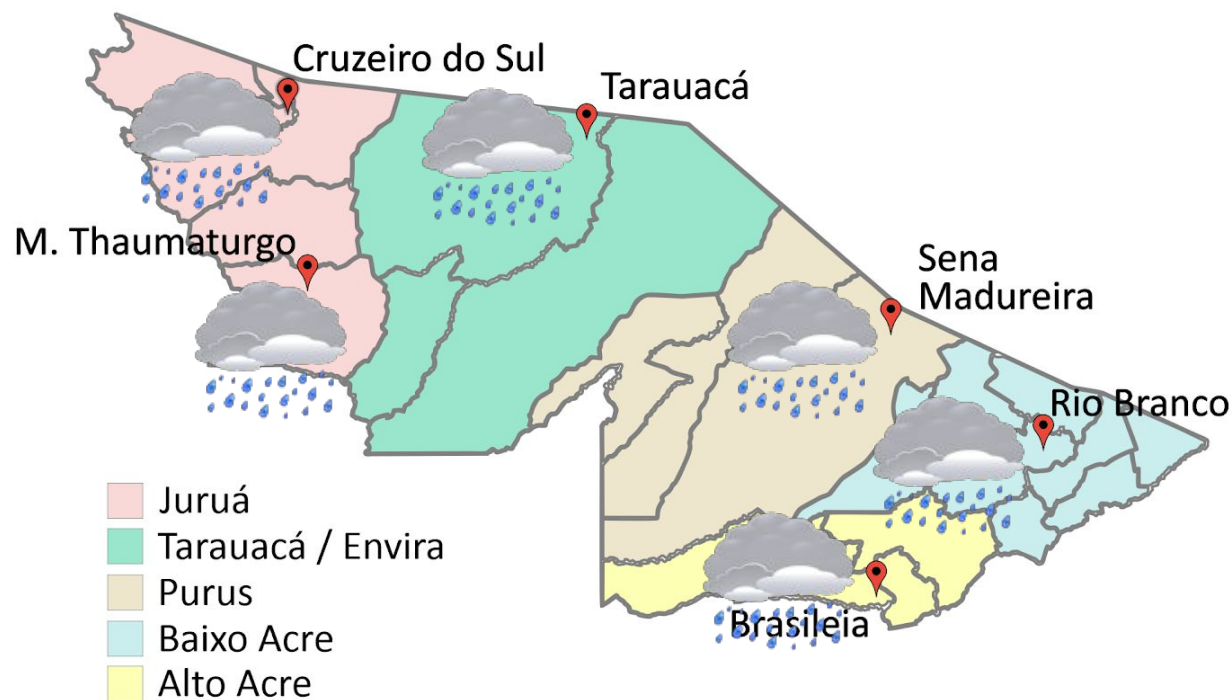 Cruzeiro do Sul
Tarauacá
M. Thaumaturgo
Sena
Madureira
Rio Branco
Brasileia
Juruá
Tarauacá / Envira
Purus
Baixo Acre
Alto Acre